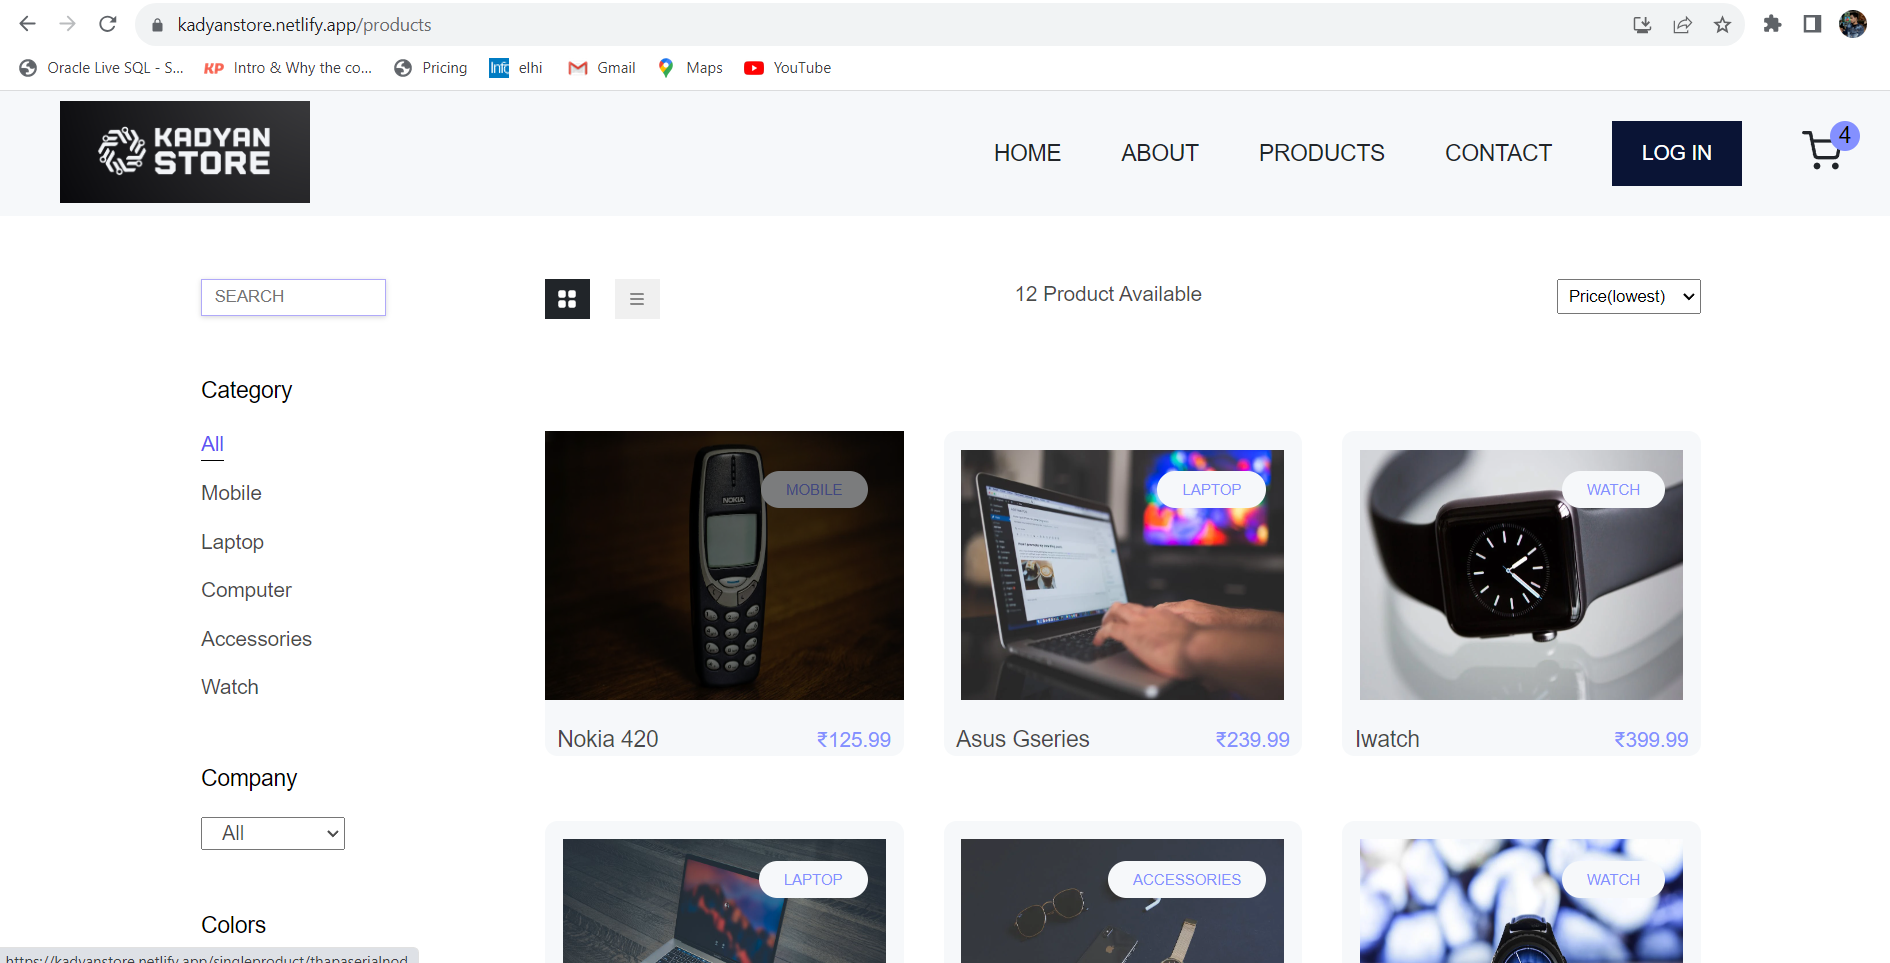 kadyanstore.netlify.app/products
Oracle Live SQL - S... KP Intro & Why the co... Pricing Info elhi Gmail Maps YouTube
KADYAN
STORE
HOME ABOUT PRODUCTS CONTACT LOG IN 4
SEARCH
12 Product Available
Price(lowest)
Category
All
Mobile
Laptop
Computer
Accessories
Watch
Company
All
Colors
MOBILE
NOKIA
Nokia 420 ₹125.99
LAPTOP
Asus Gseries ₹239.99
WATCH
Iwatch ₹399.99
LAPTOP
ACCESSORIES
WATCH
https://kadyanstore.netlify.app/singleproduct/thapaserialnod